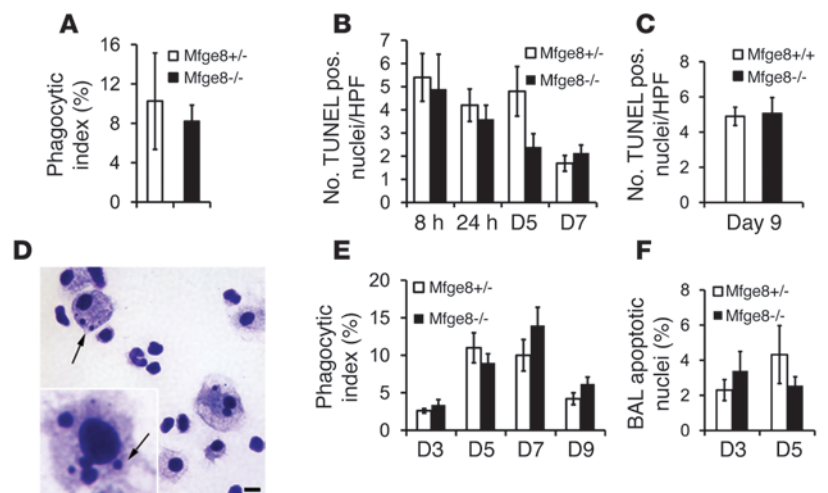 A
16
12
8
4
0
Phagocytic
index (%)
Mfge8+/-
Mfge8-/-
B
7
6
5
4
3
2
1
0
No. TUNEL pos.
nuclei/HPF
Mfge8+/-
Mfge8-/-
8 h 24 h D5 D7
C
10
8
6
4
2
0
No. TUNEL pos.
nuclei/HPF
Mfge8+/+
Mfge8-/-
Day 9
D
E
20
15
10
5
0
Phagocytic
index (%)
Mfge8+/-
Mfge8-/-
D3 D5 D7 D9
F
8
6
4
2
0
BAL apoptotic
nuclei (%)
Mfge8+/-
Mfge8-/-
D3 D5